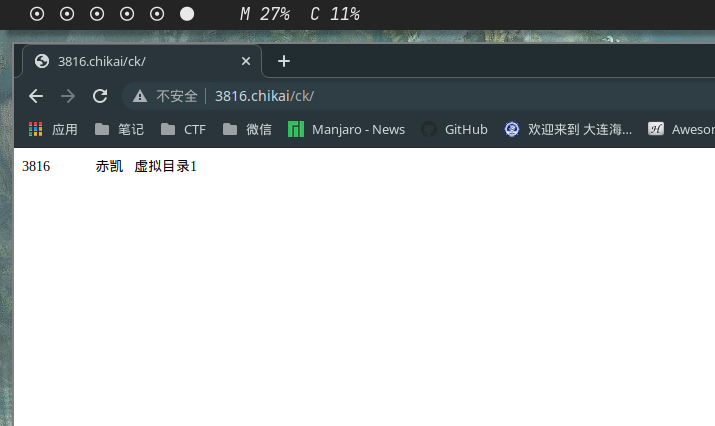 M 27% C 11%
3816.chikai/ck/
不安全 3816.chikai/ck/
应用 笔记 CTF 微信 Manjaro - News GitHub 欢迎来到 大连海... Awesor
3816 赤凯 虚拟目录1